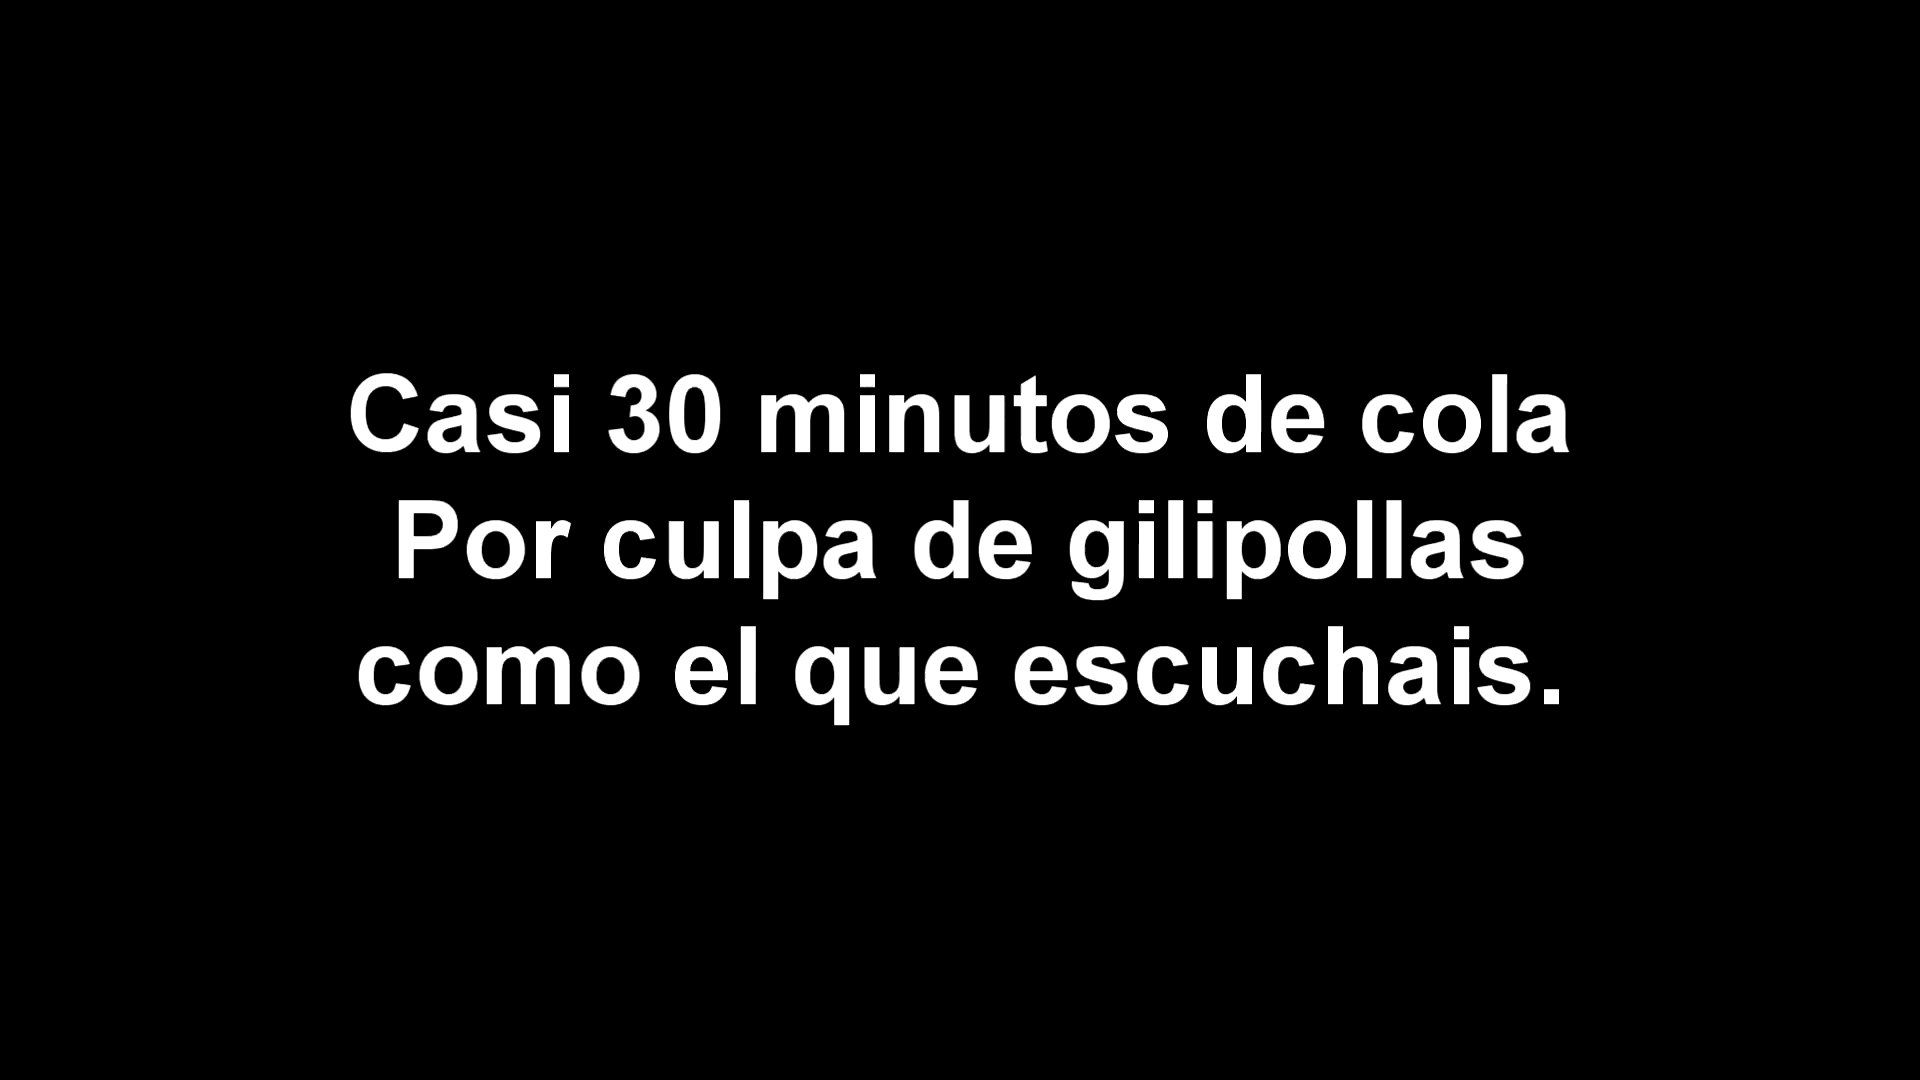 Casi 30 minutos de cola
Por culpa de gilipollas
como el que escuchais.